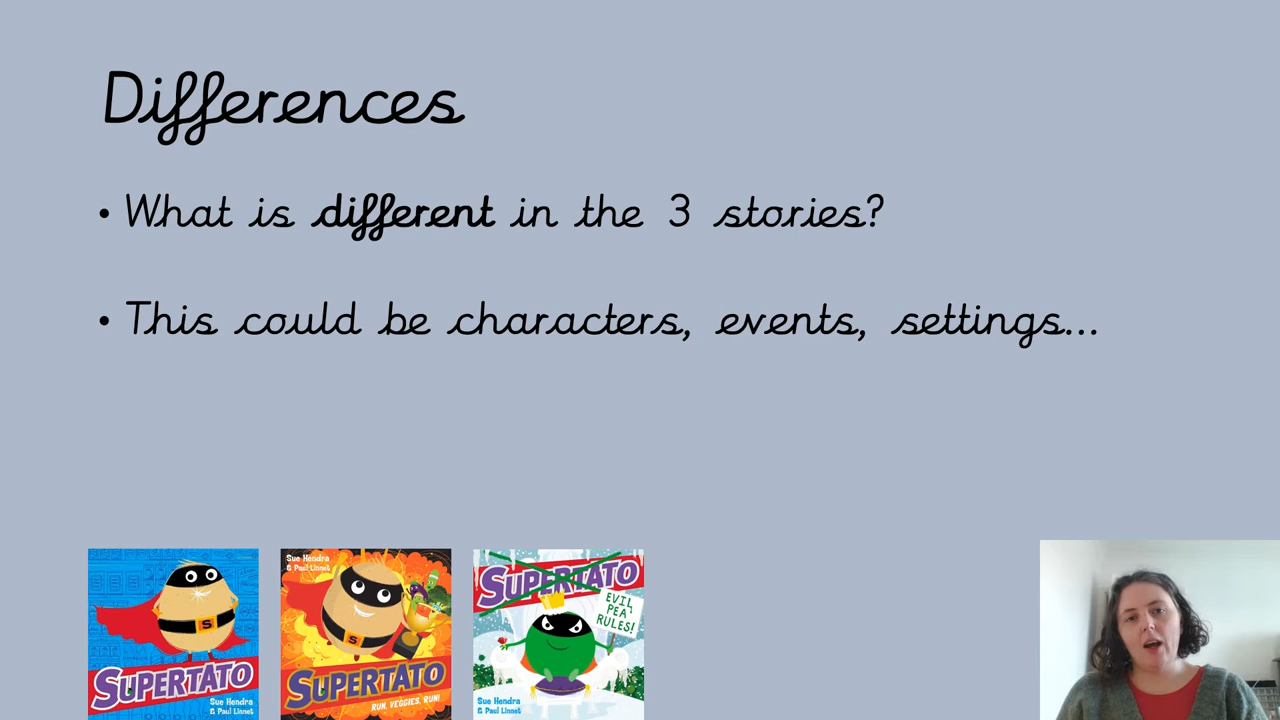 Differences
• What is different in the 3 stories?
• This could be characters, events, settings...
S
SUPERTATO
Sue Hendra
& Paul Linnet
Sue Hendra
& Paul Linnet
S
SUPERTATO
RUN, VEGGIES, RUN!
SUPERTATO
EVIL
PEA
RULES!
Sue Hendra
& Paul Linnet